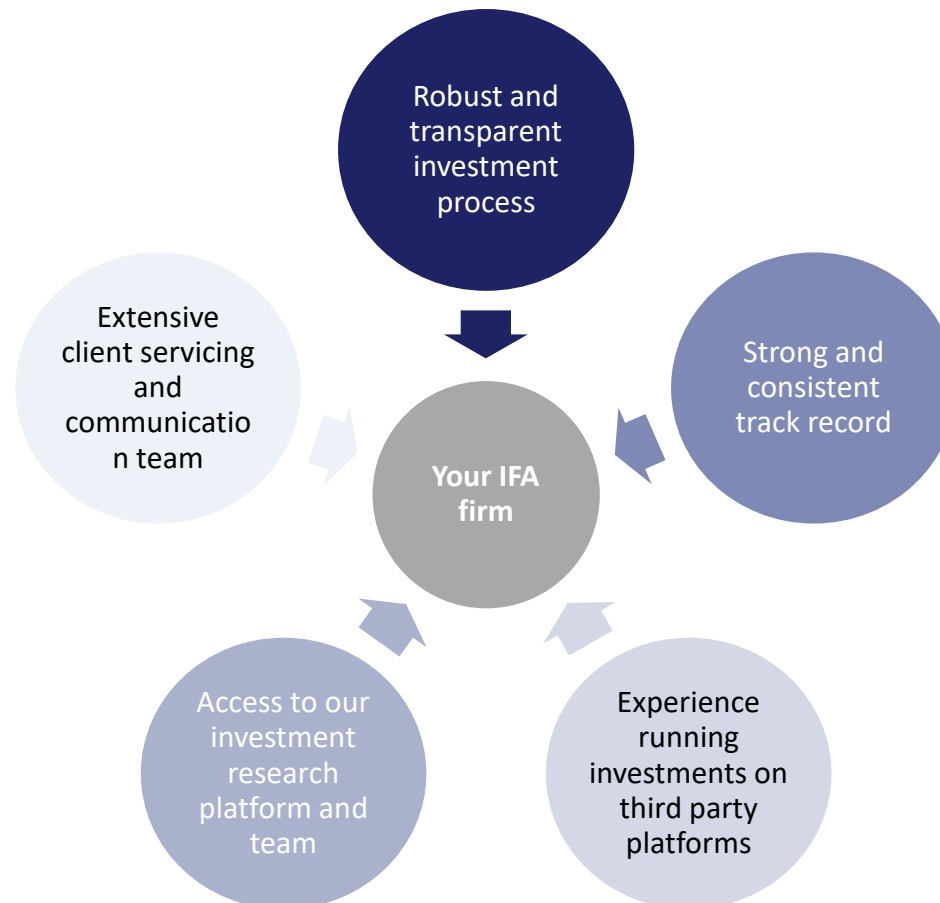 Robust and
transparent
investment
process
Extensive
client servicing
and
communicatio
n team
Strong and
consistent
track record
Your IFA
firm
Access to our
investment
research
platform and
team
Experience
running
investments on
third party
platforms